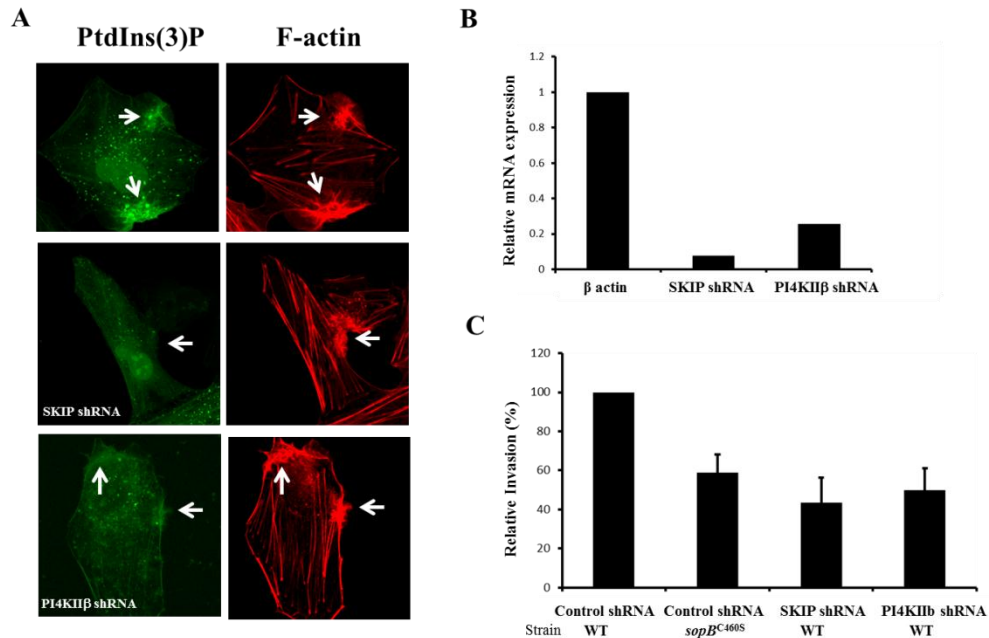 A
PtdIns(3)P F-actin
SKIP shRNA
PI4KIIβ shRNA
B
Relative mRNA expression
1.2
1
0.8
0.6
0.4
0.2
0
β actin SKIP shRNA PI4KIIβ shRNA
C
Relative Invasion (%)
120
100
80
60
40
20
0
Control shRNA Control shRNA SKIP shRNA PI4KIIb shRNA
Strain WT sopB^C460S WT WT